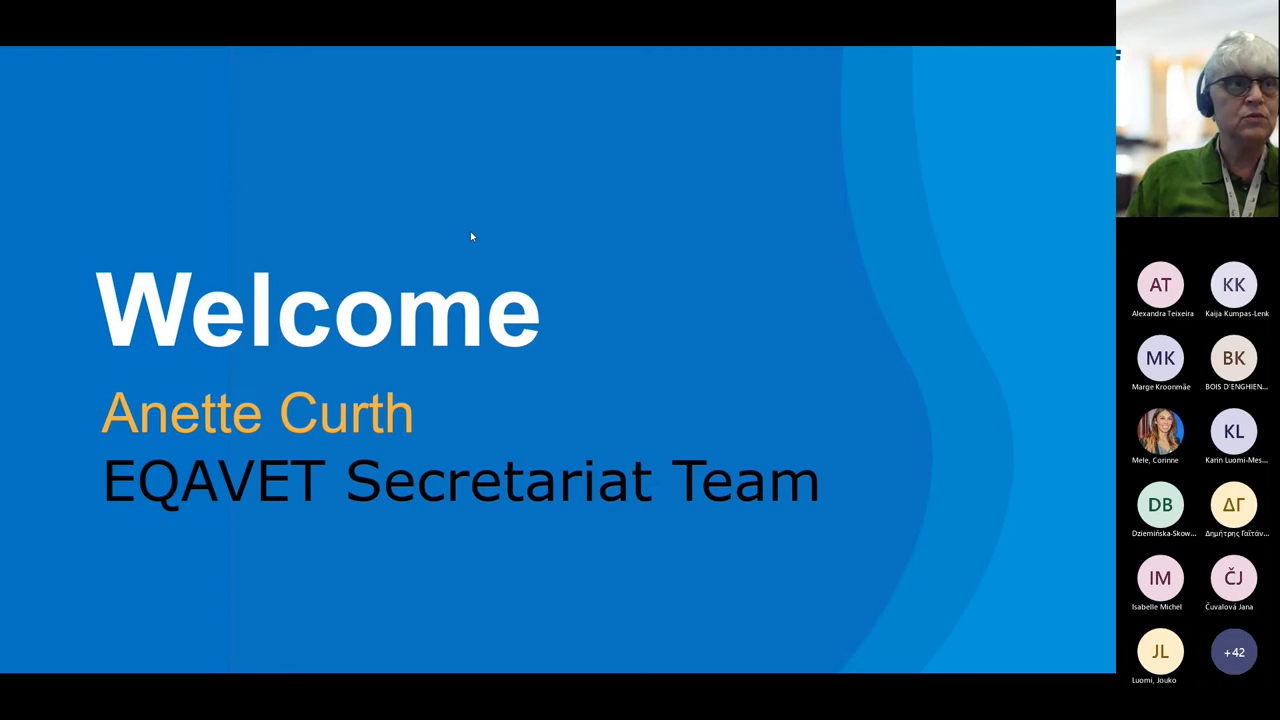 Welcome
Anette Curth
EQAVET Secretariat Team
AT
Alexandra Teixeira
KK
Kaija Kumpas-Lenk
MK
Marge Kroonmäe
BK
BOIS D'ENGHIEN...
Mele, Corinne
KL
Karin Luomi-Mes...
DB
Dziemińska-Skow...
ΔΓ
Δημήτρης Γαϊτάν...
IM
Isabelle Michel
ČJ
Čuvalová Jana
JL
Luomi, Jouko
+42